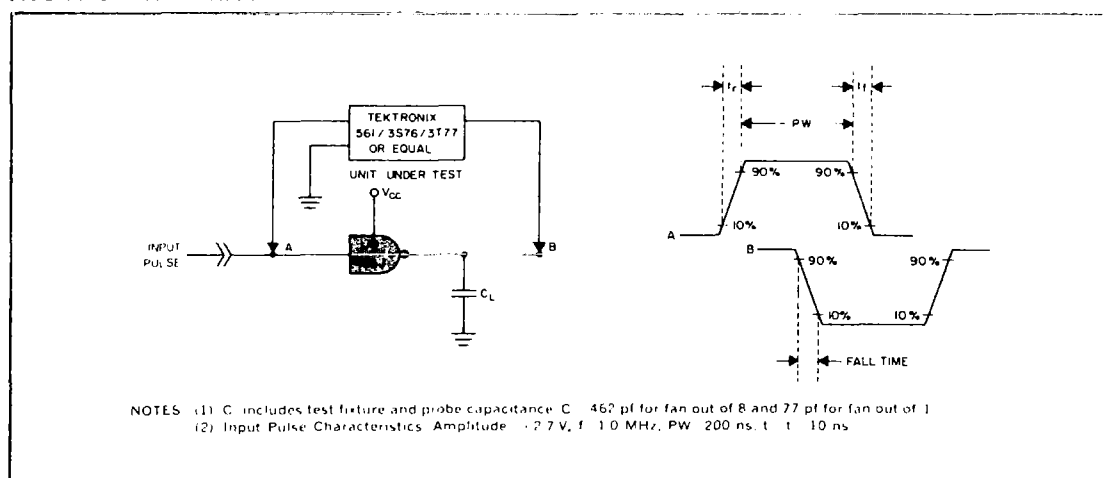 TEKTRONIX
561/3S76/3T77
OR EQUAL
UNIT UNDER TEST
VCC
INPUT
PULSE
A
B
CL
tr
tf
PW
90%
90%
10%
10%
A
B
90%
90%
10%
10%
FALL TIME
NOTES (1) C includes test fixture and probe capacitance C 462 pf for fan out of 8 and 77 pf for fan out of 1
(2) Input Pulse Characteristics Amplitude 2.7 V, f 1.0 MHz, PW 200 ns, t t 10 ns